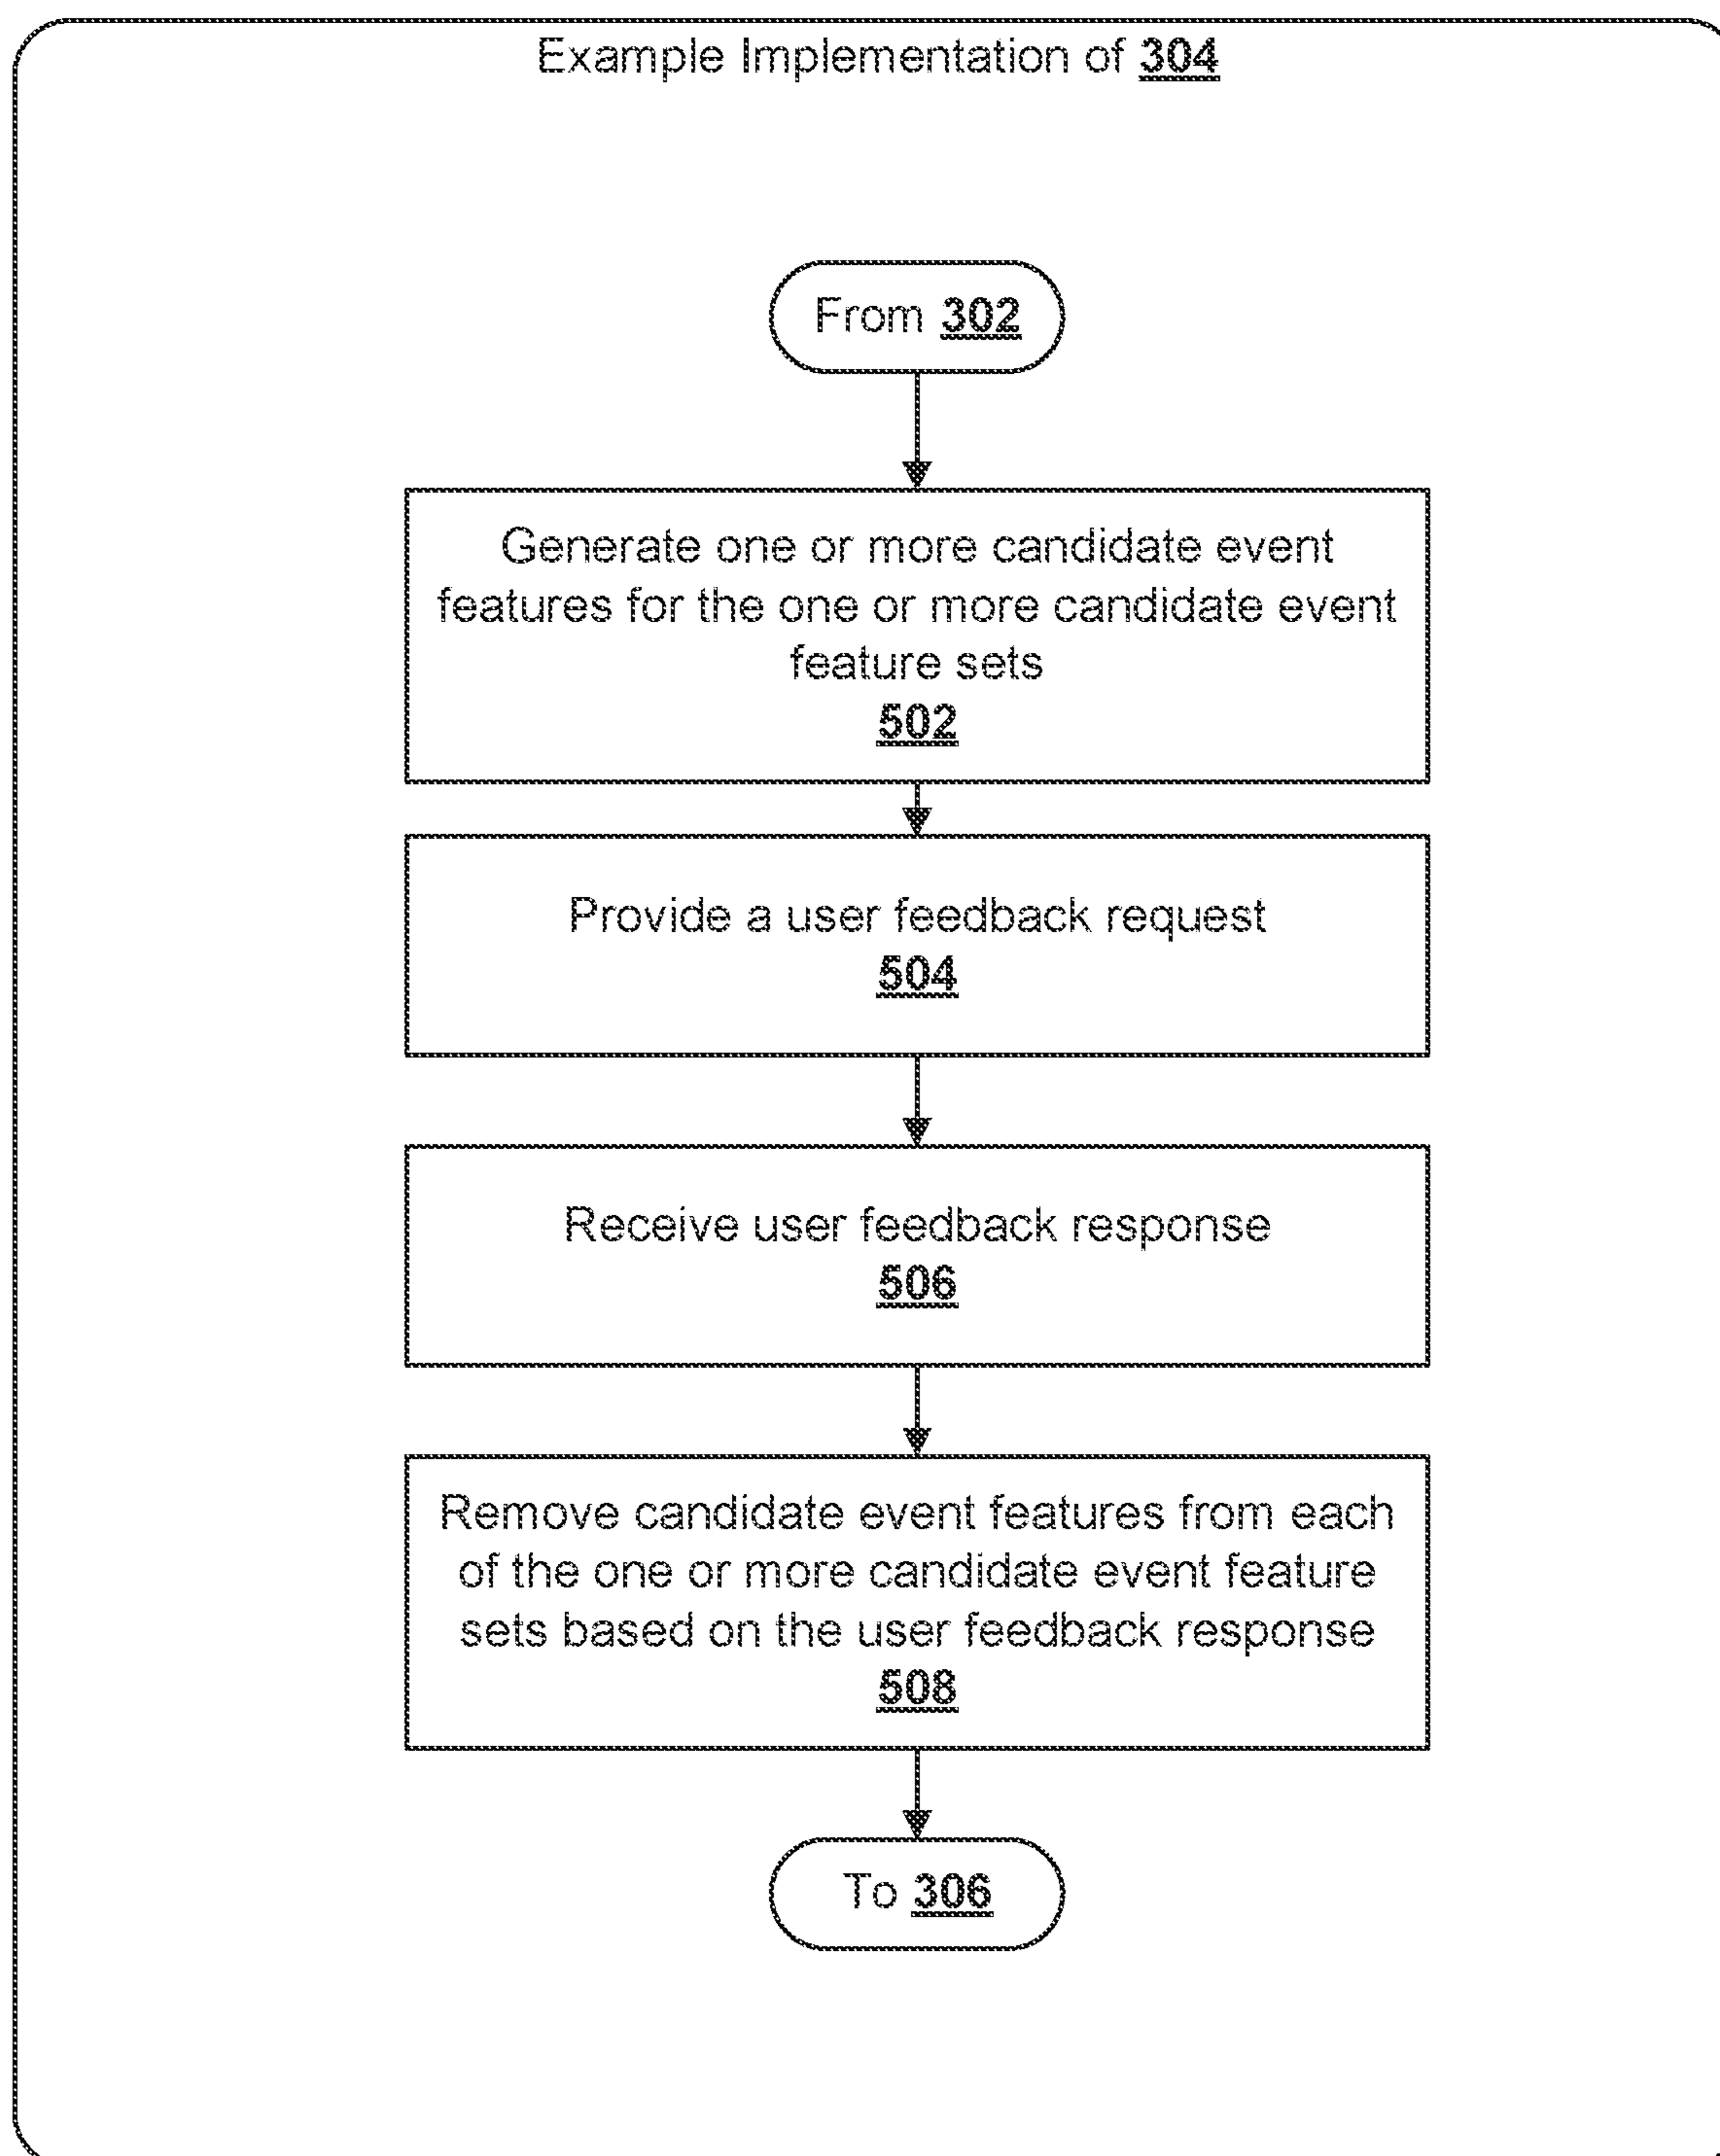 Example Implementation of 304
From 302
Generate one or more candidate event
features for the one or more candidate event
feature sets
502
Provide a user feedback request
504
Receive user feedback response
506
Remove candidate event features from each
of the one or more candidate event feature
sets based on the user feedback response
508
To 306